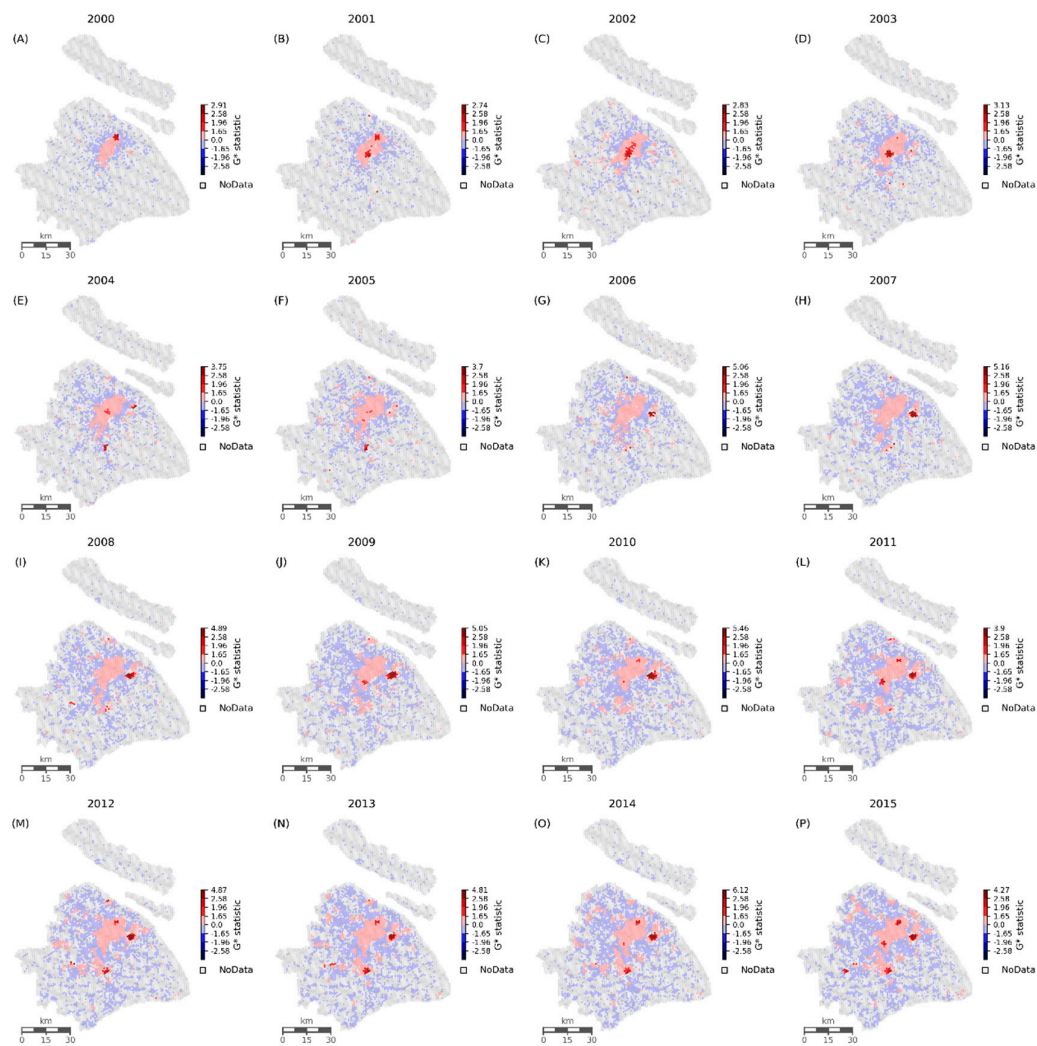 2000
2001
2002
2003
(A)
(B)
(C)
(D)
2.91
2.58
1.96
1.65
0.0
-1.65
-1.96
-2.58
G* statistic
NoData
2.74
2.58
1.96
1.65
0.0
-1.65
-1.96
-2.58
G* statistic
NoData
2.83
2.58
1.96
1.65
0.0
-1.65
-1.96
-2.58
G* statistic
NoData
3.13
2.58
1.96
1.65
0.0
-1.65
-1.96
-2.58
G* statistic
NoData
km
0 15 30
km
0 15 30
km
0 15 30
km
0 15 30
2004
2005
2006
2007
(E)
(F)
(G)
(H)
3.75
2.58
1.96
1.65
0.0
-1.65
-1.96
-2.58
G* statistic
NoData
3.7
2.58
1.96
1.65
0.0
-1.65
-1.96
-2.58
G* statistic
NoData
5.06
2.58
1.96
1.65
0.0
-1.65
-1.96
-2.58
G* statistic
NoData
5.16
2.58
1.96
1.65
0.0
-1.65
-1.96
-2.58
G* statistic
NoData
km
0 15 30
km
0 15 30
km
0 15 30
km
0 15 30
2008
2009
2010
2011
(I)
(J)
(K)
(L)
4.89
2.58
1.96
1.65
0.0
-1.65
-1.96
-2.58
G* statistic
NoData
5.05
2.58
1.96
1.65
0.0
-1.65
-1.96
-2.58
G* statistic
NoData
5.46
2.58
1.96
1.65
0.0
-1.65
-1.96
-2.58
G* statistic
NoData
3.9
2.58
1.96
1.65
0.0
-1.65
-1.96
-2.58
G* statistic
NoData
km
0 15 30
km
0 15 30
km
0 15 30
km
0 15 30
2012
2013
2014
2015
(M)
(N)
(O)
(P)
4.87
2.58
1.96
1.65
0.0
-1.65
-1.96
-2.58
G* statistic
NoData
4.81
2.58
1.96
1.65
0.0
-1.65
-1.96
-2.58
G* statistic
NoData
6.12
2.58
1.96
1.65
0.0
-1.65
-1.96
-2.58
G* statistic
NoData
4.27
2.58
1.96
1.65
0.0
-1.65
-1.96
-2.58
G* statistic
NoData
km
0 15 30
km
0 15 30
km
0 15 30
km
0 15 30